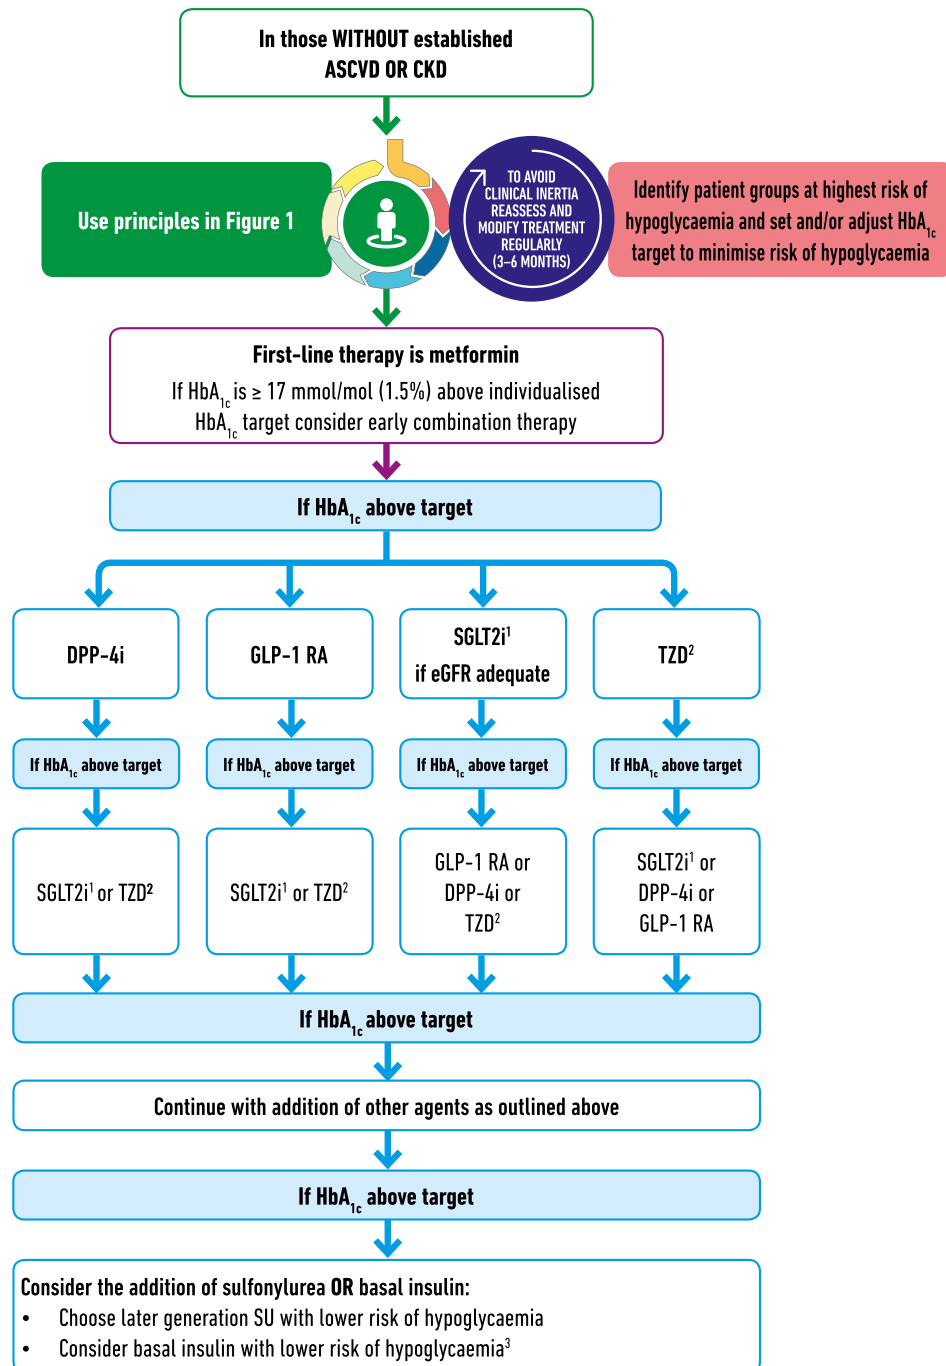 In those WITHOUT established
ASCVD OR CKD
Use principles in Figure 1
TO AVOID
CLINICAL INERTIA
REASSESS AND
MODIFY TREATMENT
REGULARLY
(3–6 MONTHS)
Identify patient groups at highest risk of
hypoglycaemia and set and/or adjust HbA1c
target to minimise risk of hypoglycaemia
First-line therapy is metformin
If HbA1c is ≥ 17 mmol/mol (1.5%) above individualised
HbA1c target consider early combination therapy
If HbA1c above target
DPP-4i
GLP-1 RA
SGLT2i¹
if eGFR adequate
TZD²
If HbA1c above target
If HbA1c above target
If HbA1c above target
If HbA1c above target
SGLT2i¹ or TZD²
SGLT2i¹ or TZD²
GLP-1 RA or
DPP-4i or
TZD²
SGLT2i¹ or
DPP-4i or
GLP-1 RA
If HbA1c above target
Continue with addition of other agents as outlined above
If HbA1c above target
Consider the addition of sulfonylurea OR basal insulin:
• Choose later generation SU with lower risk of hypoglycaemia
• Consider basal insulin with lower risk of hypoglycaemia³